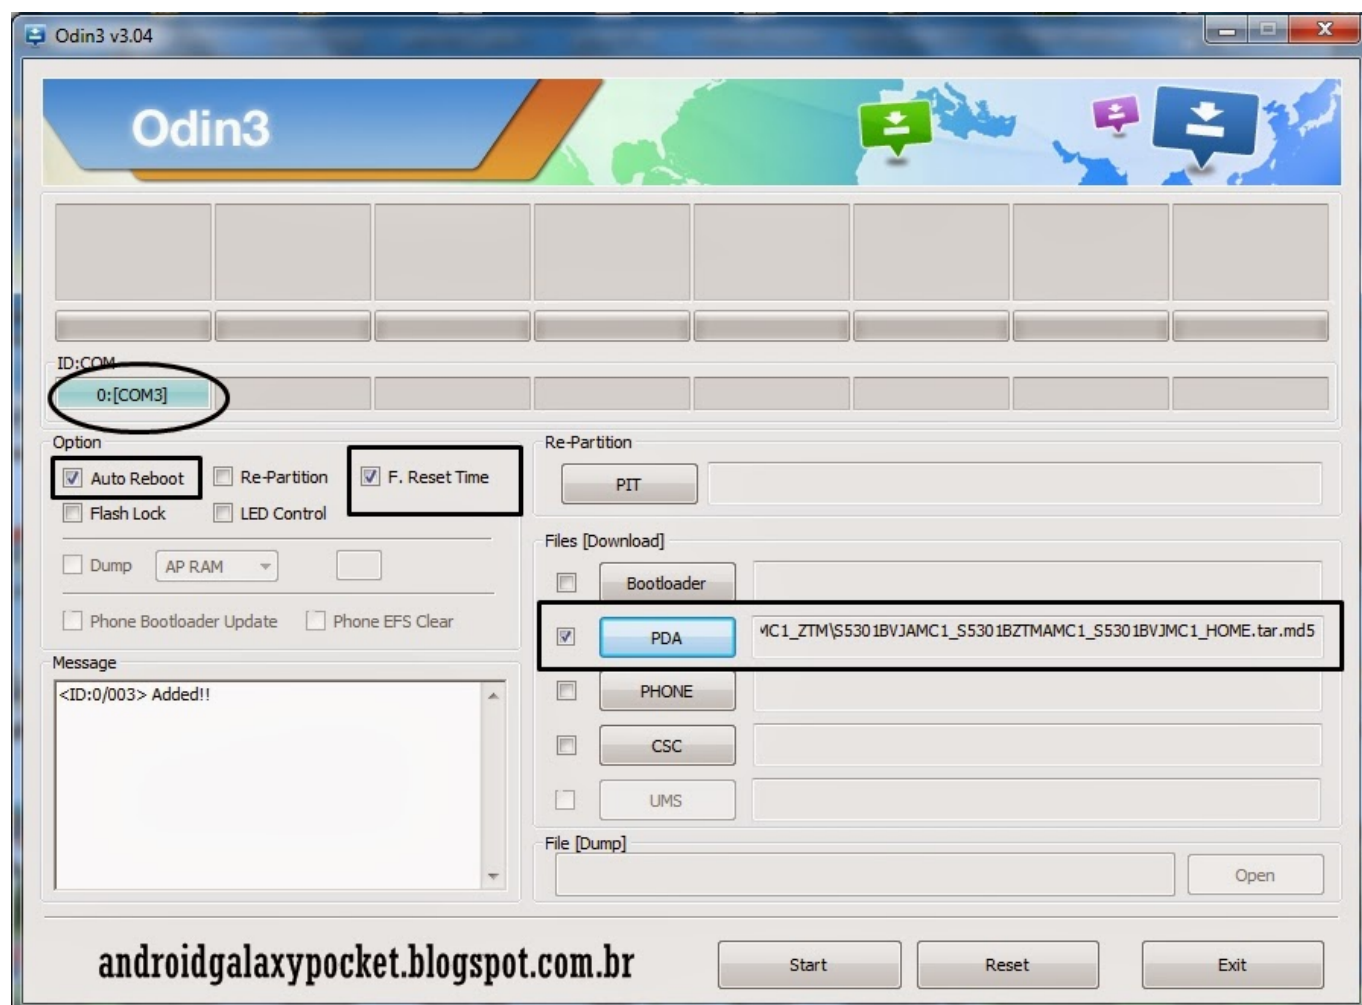 Odin3 v3.04
Odin3
ID:COM
0:[COM3]
Option
Auto Reboot
Re-Partition
F. Reset Time
Flash Lock
LED Control
Dump
AP RAM
Phone Bootloader Update
Phone EFS Clear
Message
<ID:0/003> Added!!
Re-Partition
PIT
Files [Download]
Bootloader
PDA
MC1_ZTM\S5301BVJAMC1_S5301BZTMAMC1_S5301BVJMC1_HOME.tar.md5
PHONE
CSC
UMS
File [Dump]
Open
androidgalaxypocket.blogspot.com.br
Start
Reset
Exit